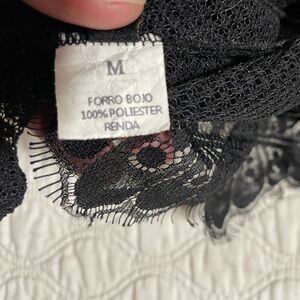 M
FORRO BOJO
100% POLIESTER
RENDA